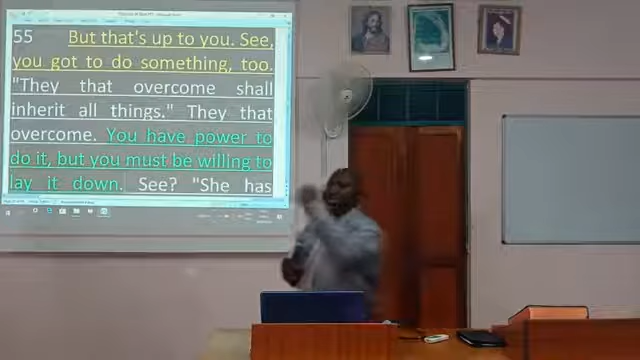 55 But that's up to you. See,
you got to do something, too.
"They that overcome shall
inherit all things." They that
overcome. You have power to
do it, but you must be willing to
lay it down. See? "She has